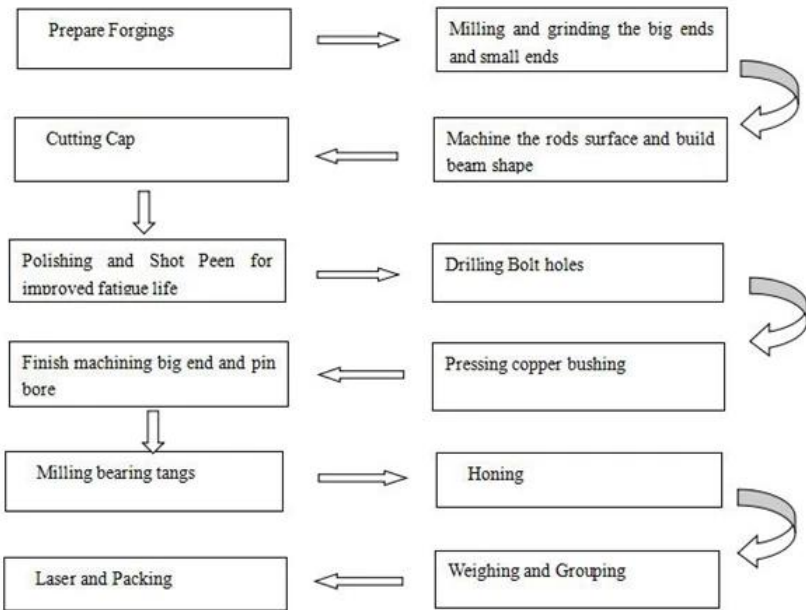 Prepare Forgings
Milling and grinding the big ends
and small ends
Machine the rods surface and build
beam shape
Cutting Cap
Polishing and Shot Peen for
improved fatigue life
Drilling Bolt holes
Pressing copper bushing
Finish machining big end and pin
bore
Milling bearing tangs
Honing
Weighing and Grouping
Laser and Packing